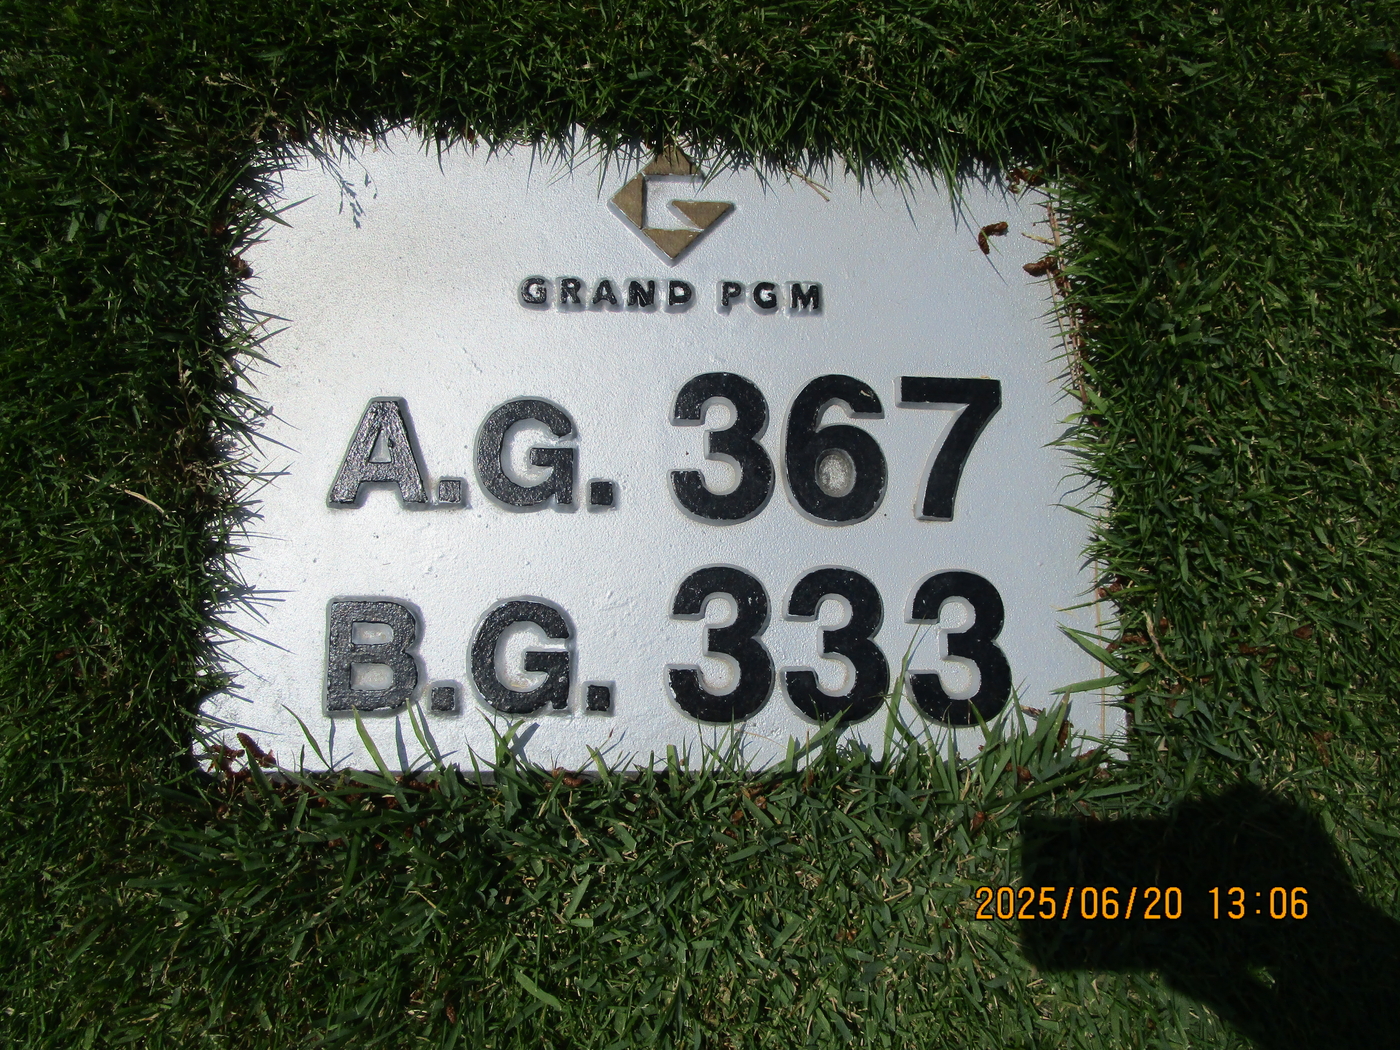 GRAND PGM
A.G. 367
B.G. 333
2025/06/20 13:06